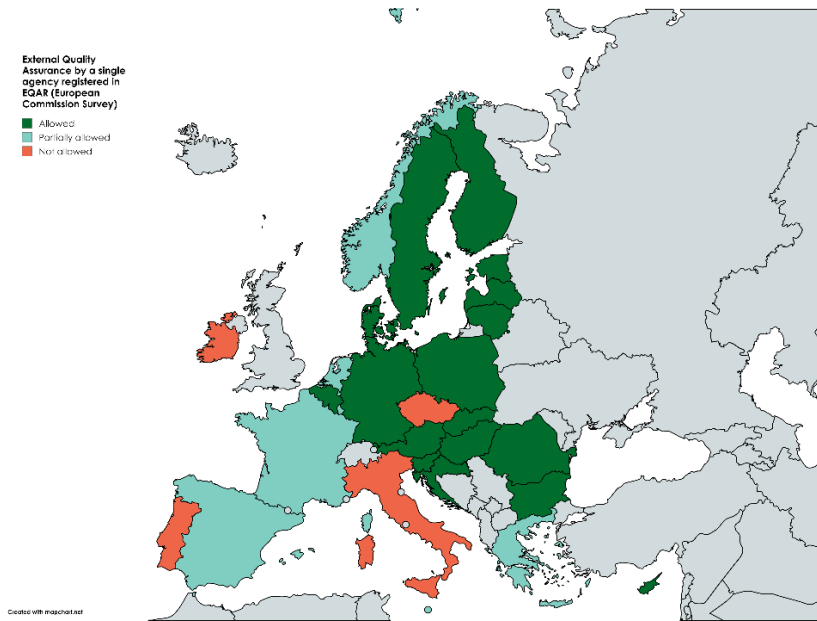 External Quality
Assurance by a single
agency registered in
EQAR (European
Commission Survey)
Allowed
Partially allowed
Not allowed
Created with mapchart.net